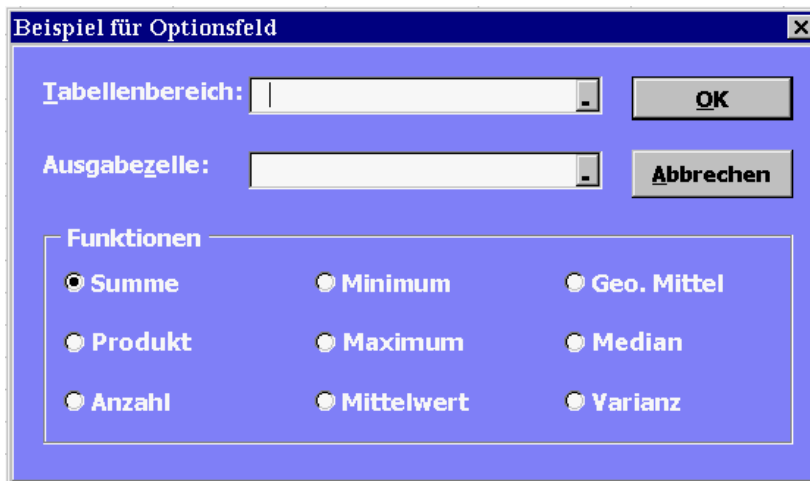 Beispiel für Optionsfeld
Tabellenbereich:
OK
Ausgabezelle:
Abbrechen
Funktionen
Summe Minimum Geo. Mittel
Produkt Maximum Median
Anzahl Mittelwert Varianz